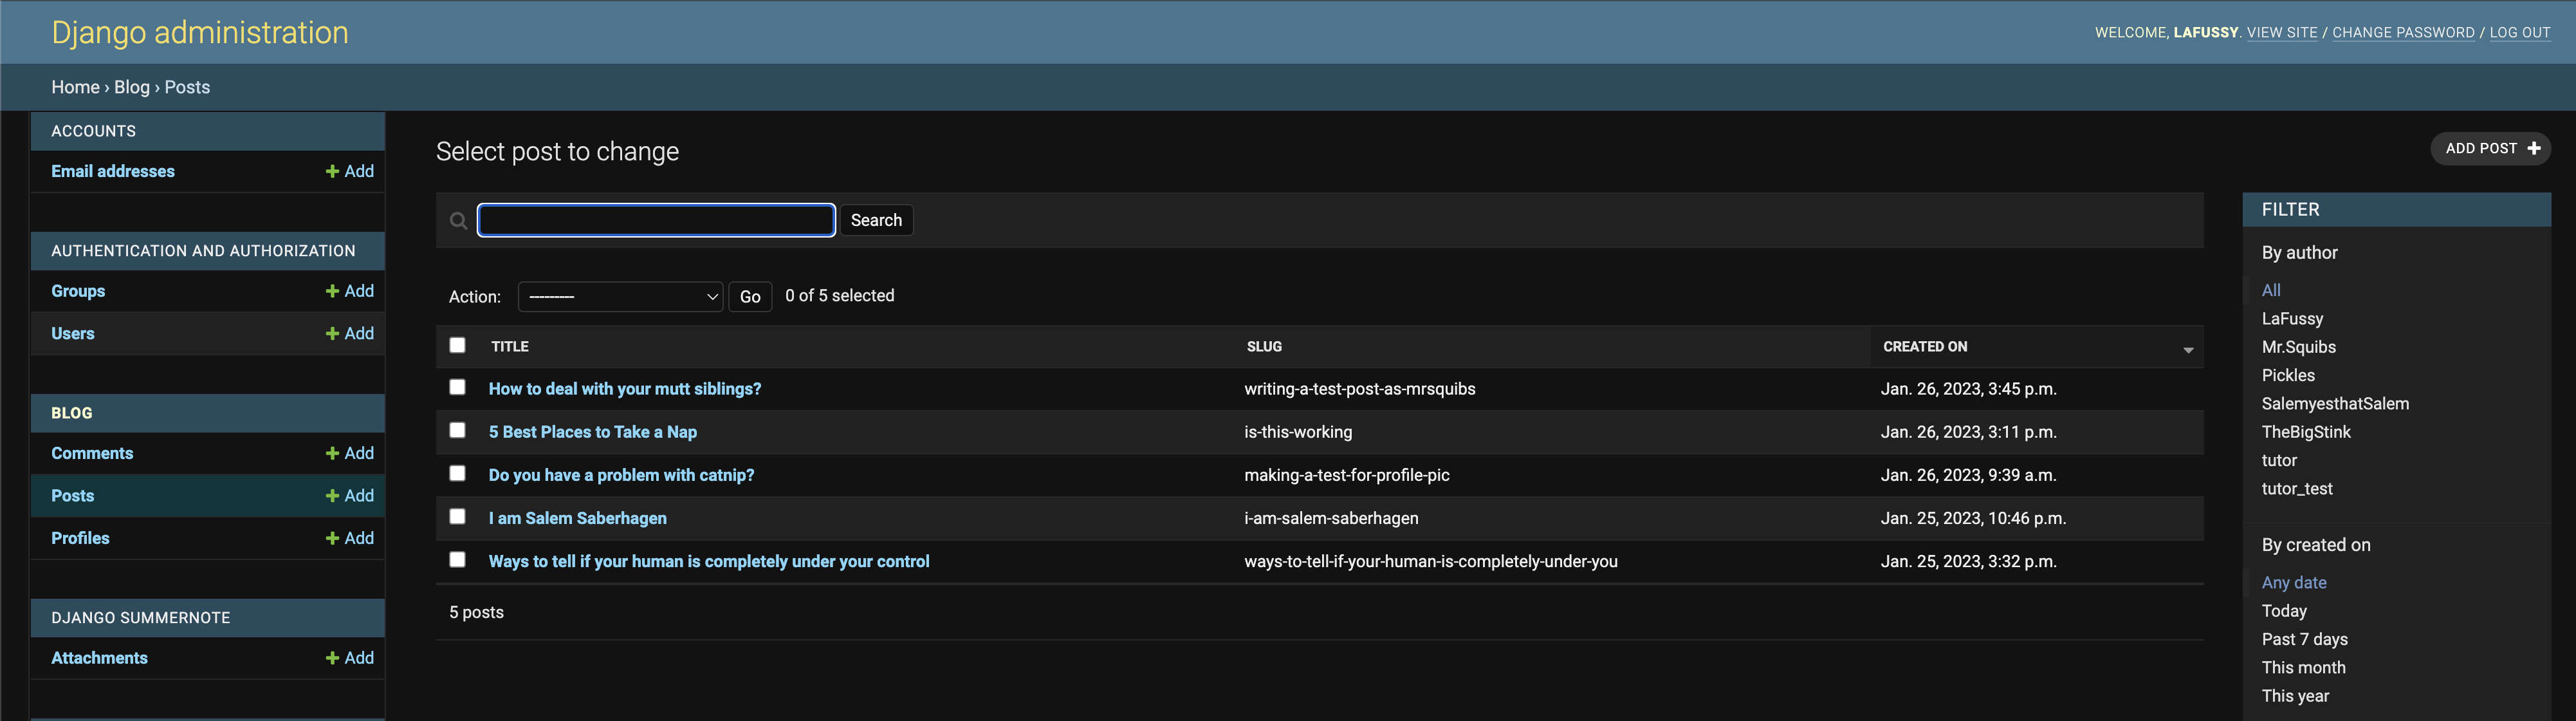 Django administration
WELCOME, LAFUSSY. VIEW SITE / CHANGE PASSWORD / LOG OUT
Home › Blog › Posts
ACCOUNTS
Email addresses + Add
AUTHENTICATION AND AUTHORIZATION
Groups + Add
Users + Add
BLOG
Comments + Add
Posts + Add
Profiles + Add
DJANGO SUMMERNOTE
Attachments + Add
Select post to change
ADD POST +
Search
Action: --------- Go 0 of 5 selected
TITLE SLUG CREATED ON
How to deal with your mutt siblings? writing-a-test-post-as-mrsquibs Jan. 26, 2023, 3:45 p.m.
5 Best Places to Take a Nap is-this-working Jan. 26, 2023, 3:11 p.m.
Do you have a problem with catnip? making-a-test-for-profile-pic Jan. 26, 2023, 9:39 a.m.
I am Salem Saberhagen i-am-salem-saberhagen Jan. 25, 2023, 10:46 p.m.
Ways to tell if your human is completely under your control ways-to-tell-if-your-human-is-completely-under-you Jan. 25, 2023, 3:32 p.m.
5 posts
FILTER
By author
All
LaFussy
Mr.Squibs
Pickles
SalemyesthatSalem
TheBigStink
tutor
tutor_test
By created on
Any date
Today
Past 7 days
This month
This year